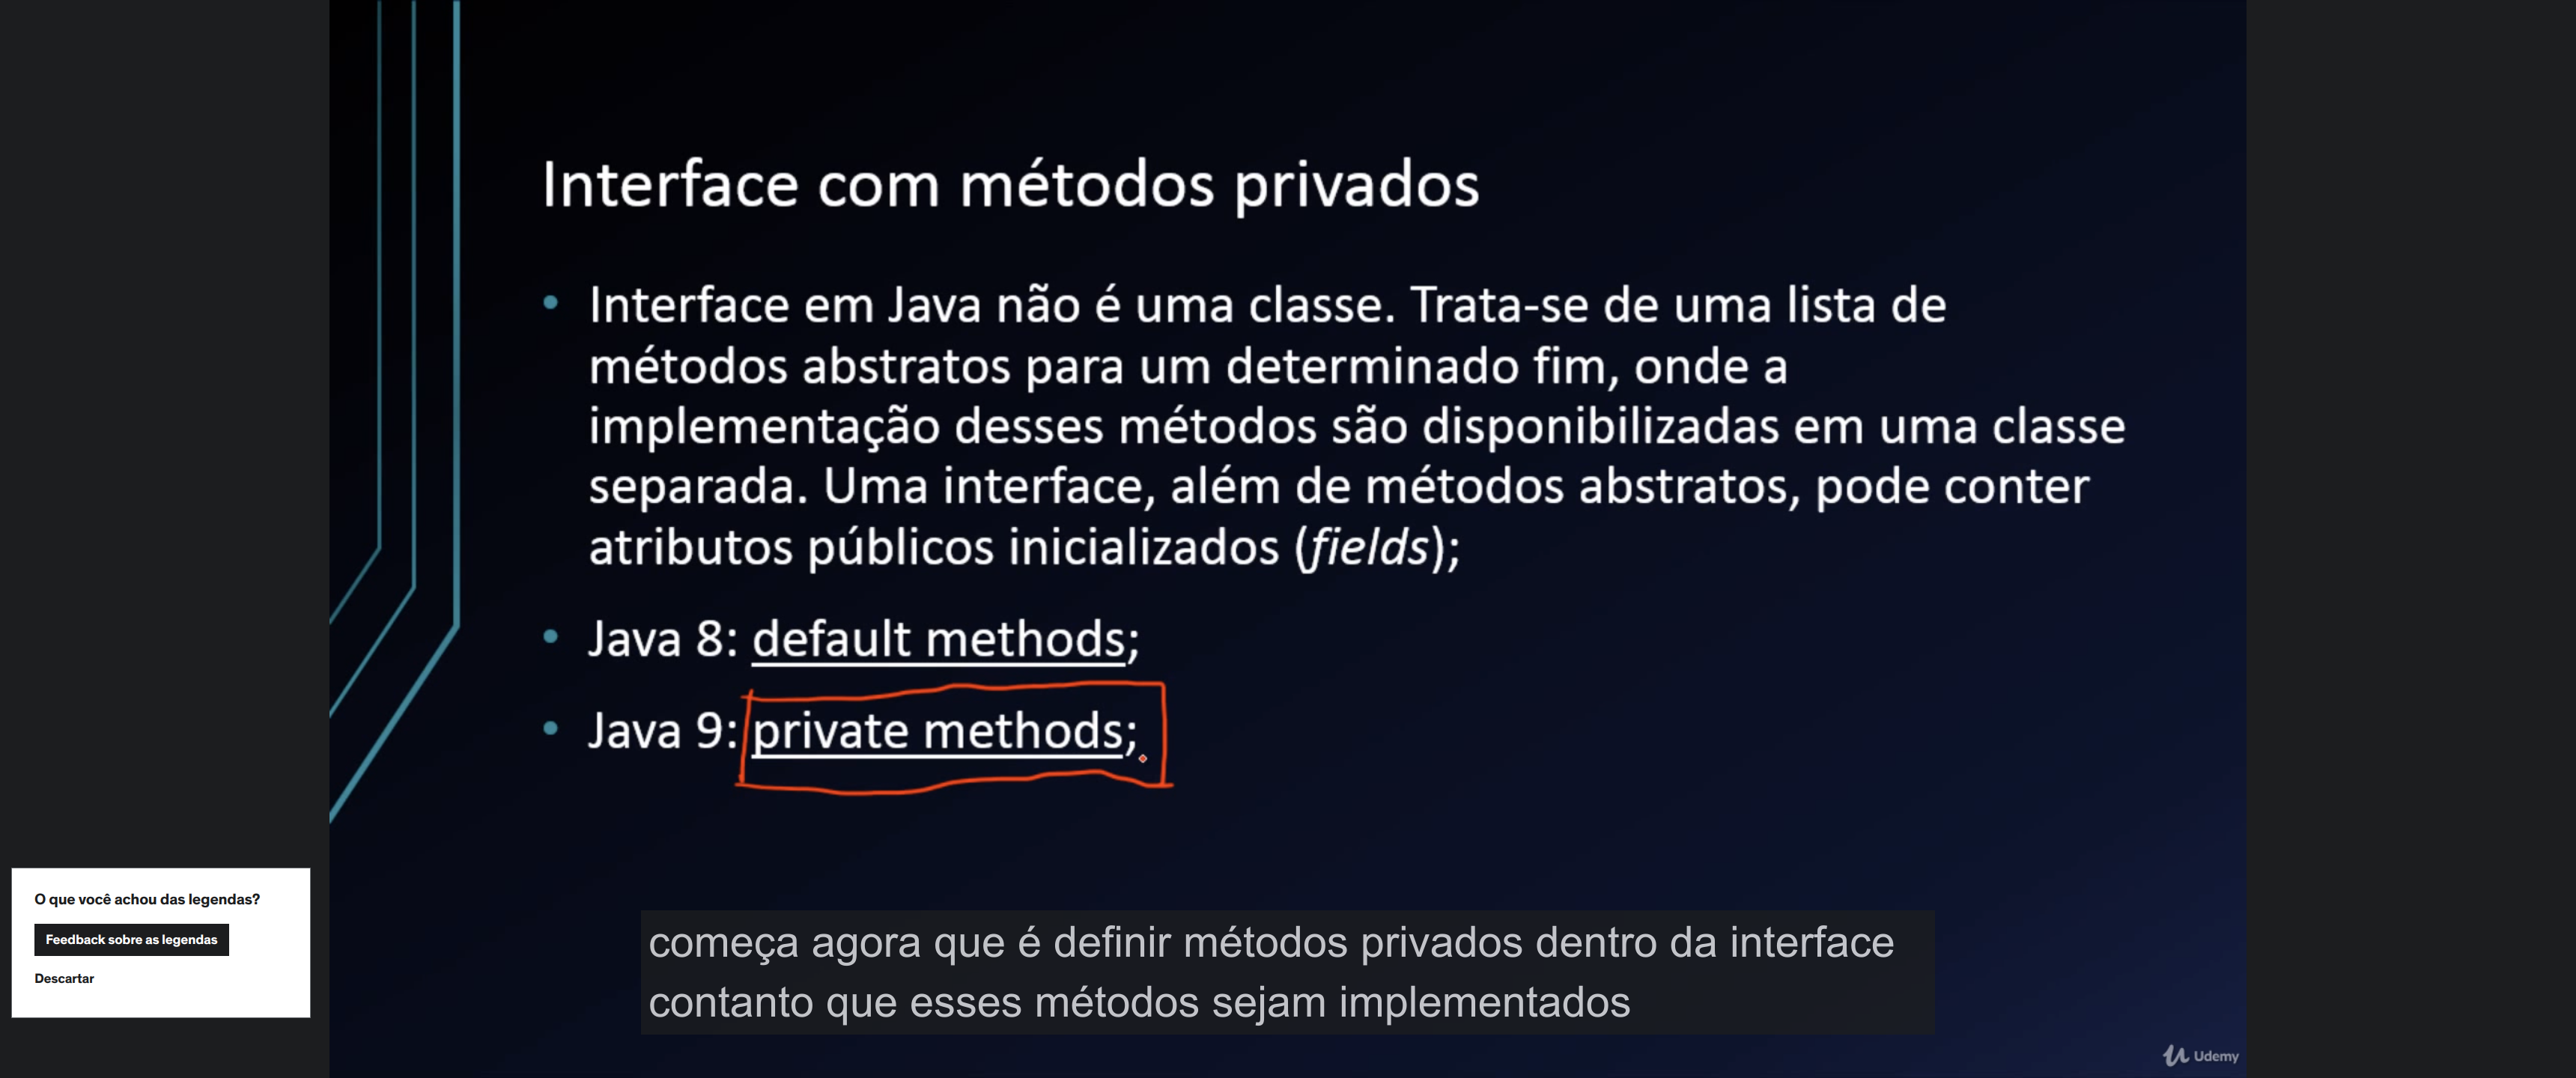 Interface com métodos privados
• Interface em Java não é uma classe. Trata-se de uma lista de
métodos abstratos para um determinado fim, onde a
implementação desses métodos são disponibilizadas em uma classe
separada. Uma interface, além de métodos abstratos, pode conter
atributos públicos inicializados (fields);
• Java 8: default methods;
• Java 9: private methods;
O que você achou das legendas?
Feedback sobre as legendas
Descartar
começa agora que é definir métodos privados dentro da interface
contanto que esses métodos sejam implementados
Udemy